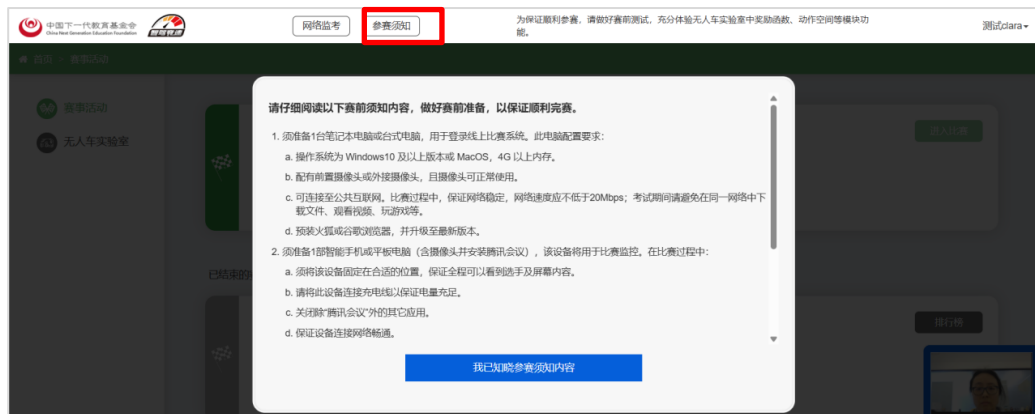 中国下一代教育基金会
China Next Generation Education Foundation
智驾竞速
网络监考
参赛须知
为保证顺利参赛，请做好赛前测试，充分体验无人车实验室中奖励函数、动作空间等模块功
能。
测试clara
首页 > 赛事活动
赛事活动
无人车实验室
进入比赛
已结束的
排行榜
请仔细阅读以下赛前须知内容，做好赛前准备，以保证顺利完赛。
1. 须准备1台笔记本电脑或台式电脑，用于登录线上比赛系统。此电脑配置要求：
a. 操作系统为 Windows10 及以上版本或 MacOS，4G 以上内存。
b. 配有前置摄像头或外接摄像头，且摄像头可正常使用。
c. 可连接至公共互联网。比赛过程中，保证网络稳定，网络速度应不低于20Mbps；考试期间请避免在同一网络中下
载文件、观看视频、玩游戏等。
d. 预装火狐或谷歌浏览器，并升级至最新版本。
2. 须准备1部智能手机或平板电脑（含摄像头并安装腾讯会议），该设备将用于比赛监控。在比赛过程中：
a. 须将该设备固定在合适的位置，保证全程可以看到选手及屏幕内容。
b. 请将此设备连接充电线以保证电量充足。
c. 关闭除“腾讯会议”外的其它应用。
d. 保证设备连接网络畅通。
我已知晓参赛须知内容